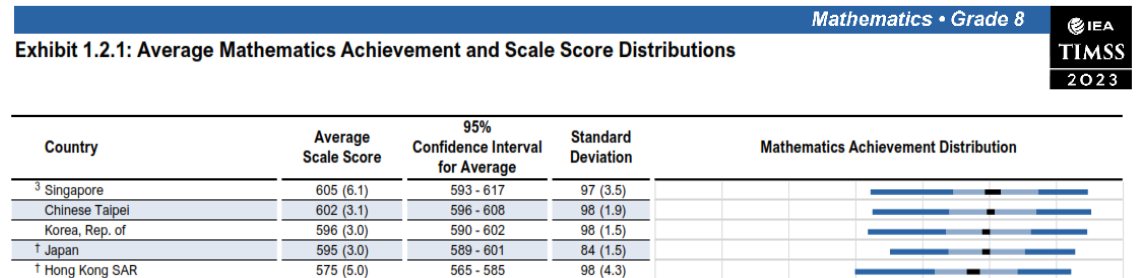 Mathematics • Grade 8
IEA
TIMSS
2023
Exhibit 1.2.1: Average Mathematics Achievement and Scale Score Distributions
Country Average Scale Score 95% Confidence Interval for Average Standard Deviation Mathematics Achievement Distribution
3 Singapore 605 (6.1) 593 - 617 97 (3.5)
Chinese Taipei 602 (3.1) 596 - 608 98 (1.9)
Korea, Rep. of 596 (3.0) 590 - 602 98 (1.5)
† Japan 595 (3.0) 589 - 601 84 (1.5)
† Hong Kong SAR 575 (5.0) 565 - 585 98 (4.3)